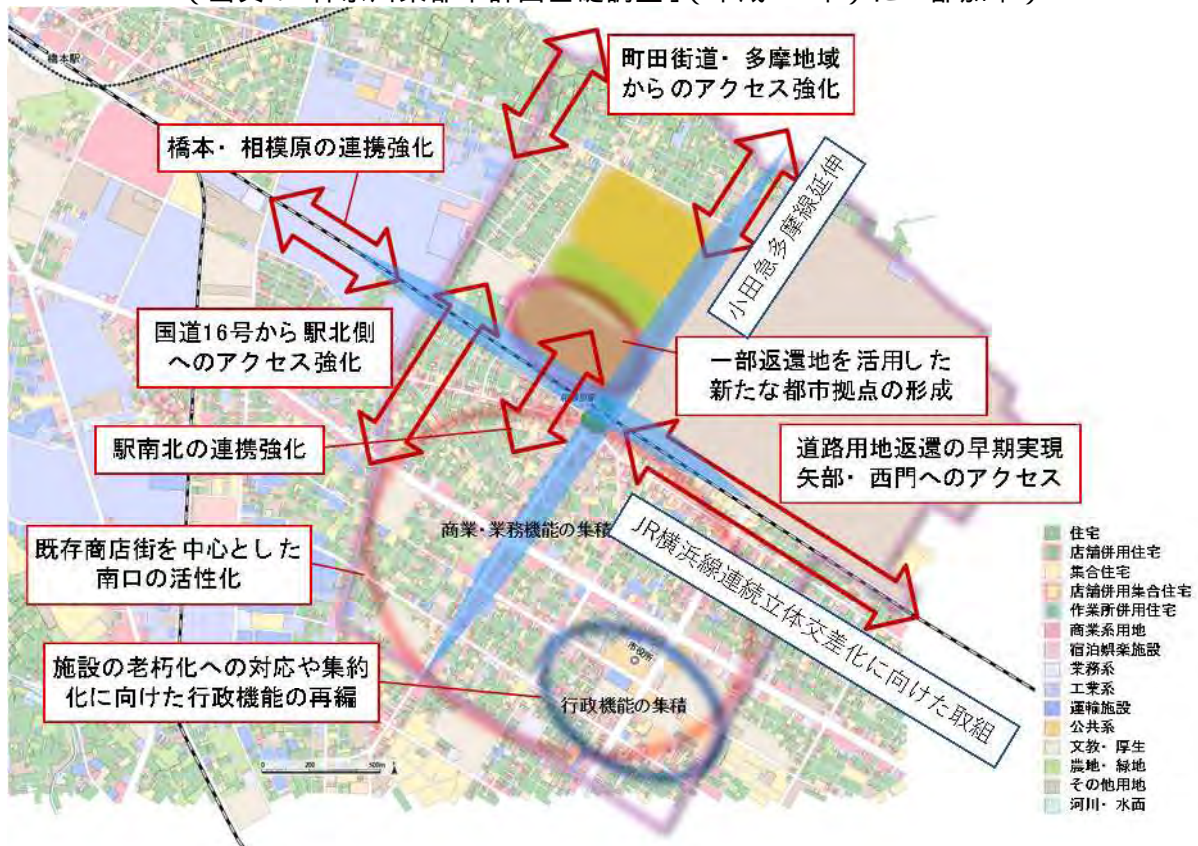 橋本駅
町田街道・多摩地域
からのアクセス強化
橋本・相模原の連携強化
小田急多摩線延伸
国道16号から駅北側
へのアクセス強化
一部返還地を活用した
新たな都市拠点の形成
駅南北の連携強化
道路用地返還の早期実現
矢部・西門へのアクセス
商業・業務機能の集積
JR横浜線連続立体交差化に向けた取組
既存商店街を中心とした
南口の活性化
市役所
施設の老朽化への対応や集約
化に向けた行政機能の再編
行政機能の集積
0 200 500m
住宅
店舗併用住宅
集合住宅
店舗併用集合住宅
作業所併用住宅
商業系用地
宿泊娯楽施設
業務系
工業系
運輸施設
公共系
文教・厚生
農地・緑地
その他用地
河川・水面